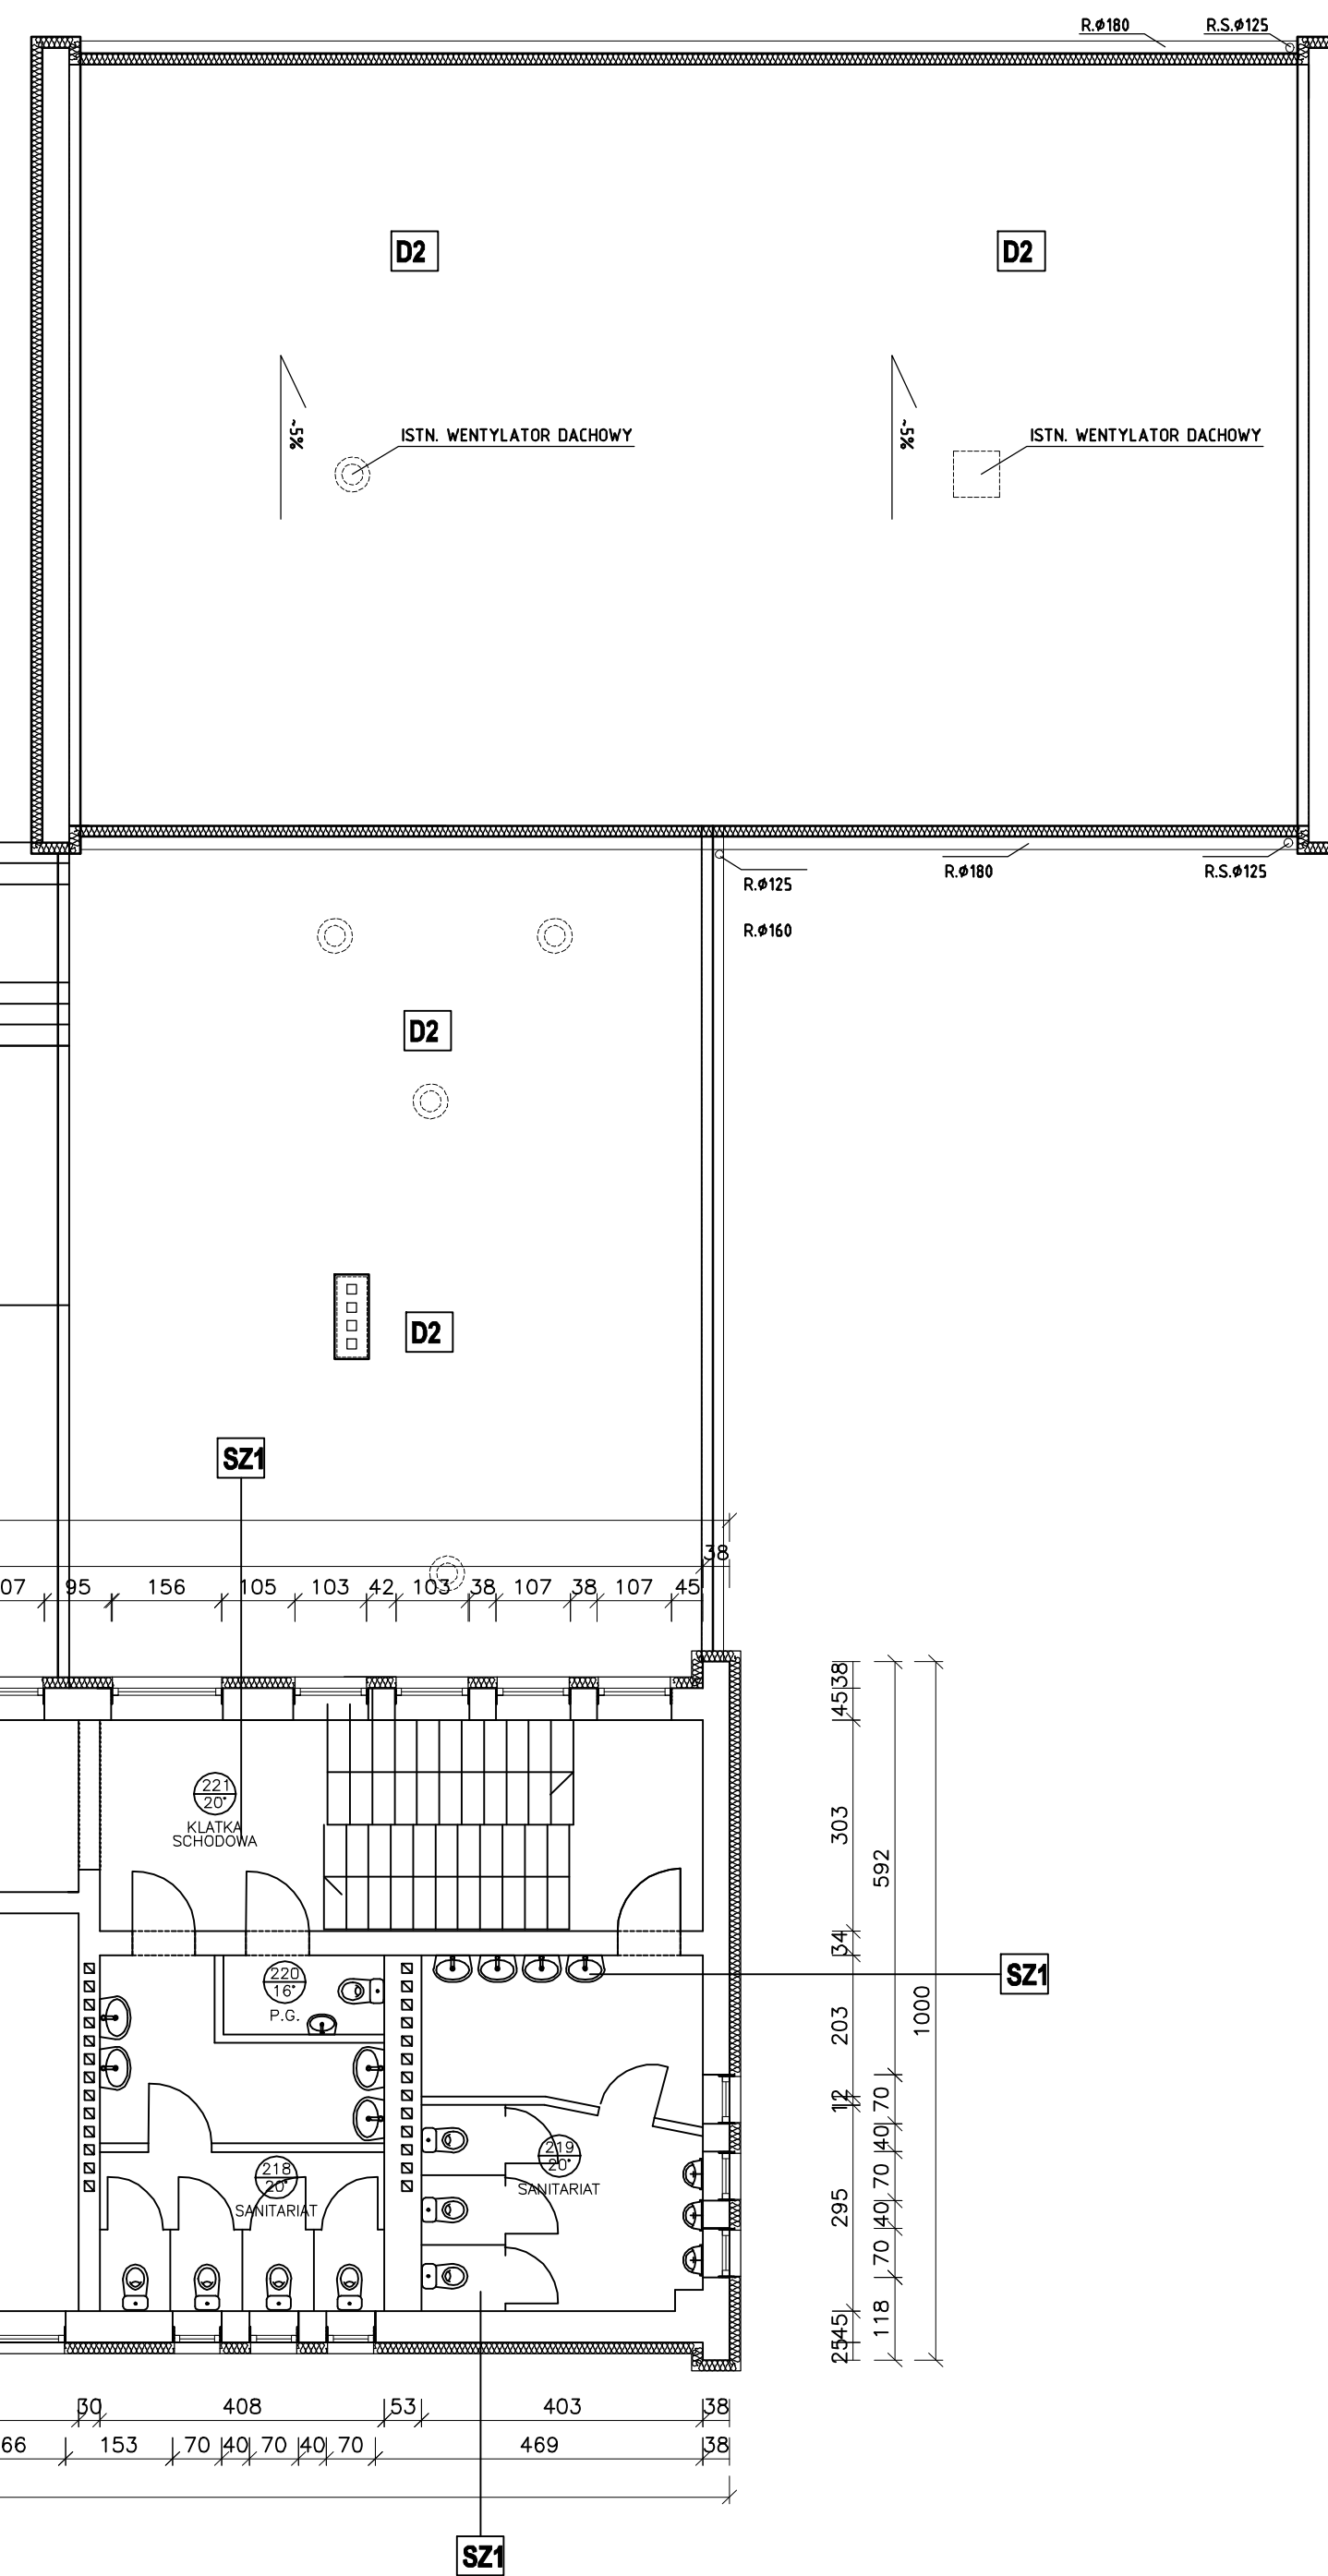 R.ø180
R.S.ø125
D2
D2
~5%
ISTN. WENTYLATOR DACHOWY
~5%
ISTN. WENTYLATOR DACHOWY
R.ø125
R.ø180
R.S.ø125
R.ø160
D2
D2
SZ1
38
07 95 156 105 103 42 103 38 107 38 107 45
38
45
303
592
34
203
1000
12
70
40
70
295
40
70
118
45
25
221
20°
KLATKA
SCHODOWA
220
16°
P.G.
SZ1
219
20°
SANITARIAT
218
20°
SANITARIAT
30 408 53 403 38
66 153 70 40 70 40 70 469 38
SZ1